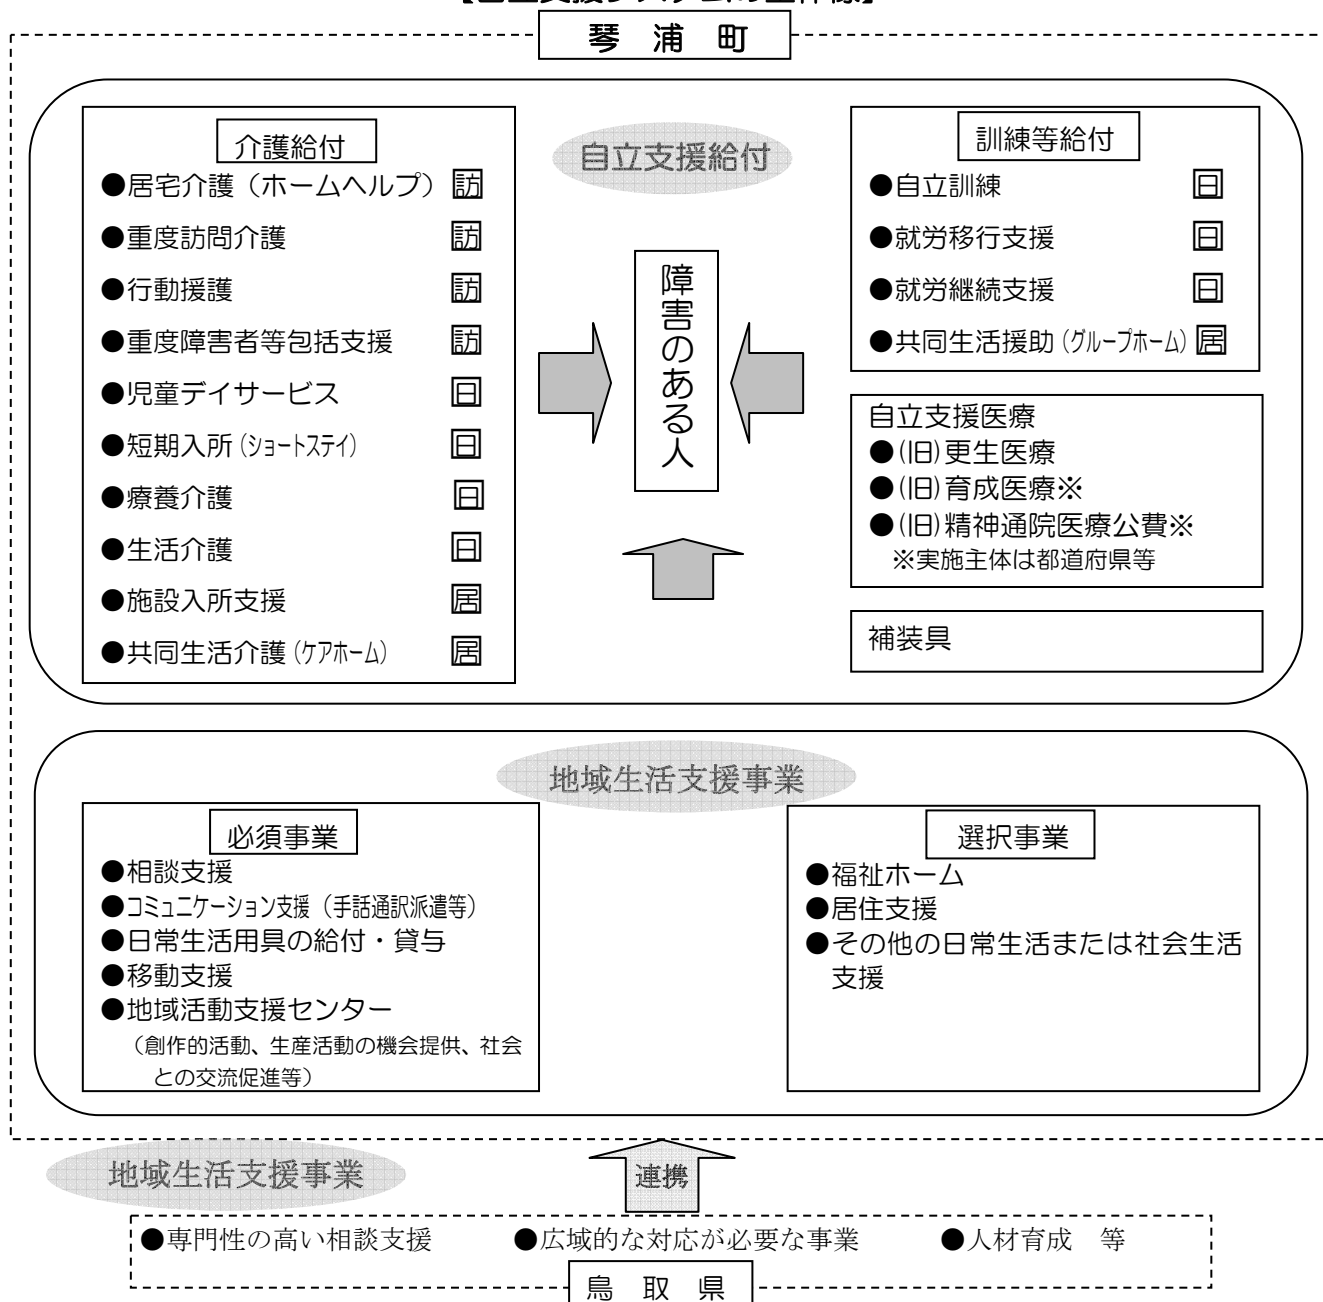 【自立支援システムの全体像】
琴 浦 町
介護給付
●居宅介護（ホームヘルプ） 訪
●重度訪問介護 訪
●行動援護 訪
●重度障害者等包括支援 訪
●児童デイサービス 日
●短期入所(ショートステイ) 日
●療養介護 日
●生活介護 日
●施設入所支援 居
●共同生活介護(ケアホーム) 居
自立支援給付
障害のある人
訓練等給付
●自立訓練 日
●就労移行支援 日
●就労継続支援 日
●共同生活援助(グループホーム) 居
自立支援医療
●(旧)更生医療
●(旧)育成医療※
●(旧)精神通院医療公費※
※実施主体は都道府県等
補装具
地域生活支援事業
必須事業
●相談支援
●コミュニケーション支援（手話通訳派遣等）
●日常生活用具の給付・貸与
●移動支援
●地域活動支援センター
（創作的活動、生産活動の機会提供、社会
との交流促進等）
選択事業
●福祉ホーム
●居住支援
●その他の日常生活または社会生活
支援
地域生活支援事業
連携
●専門性の高い相談支援 ●広域的な対応が必要な事業 ●人材育成 等
鳥 取 県